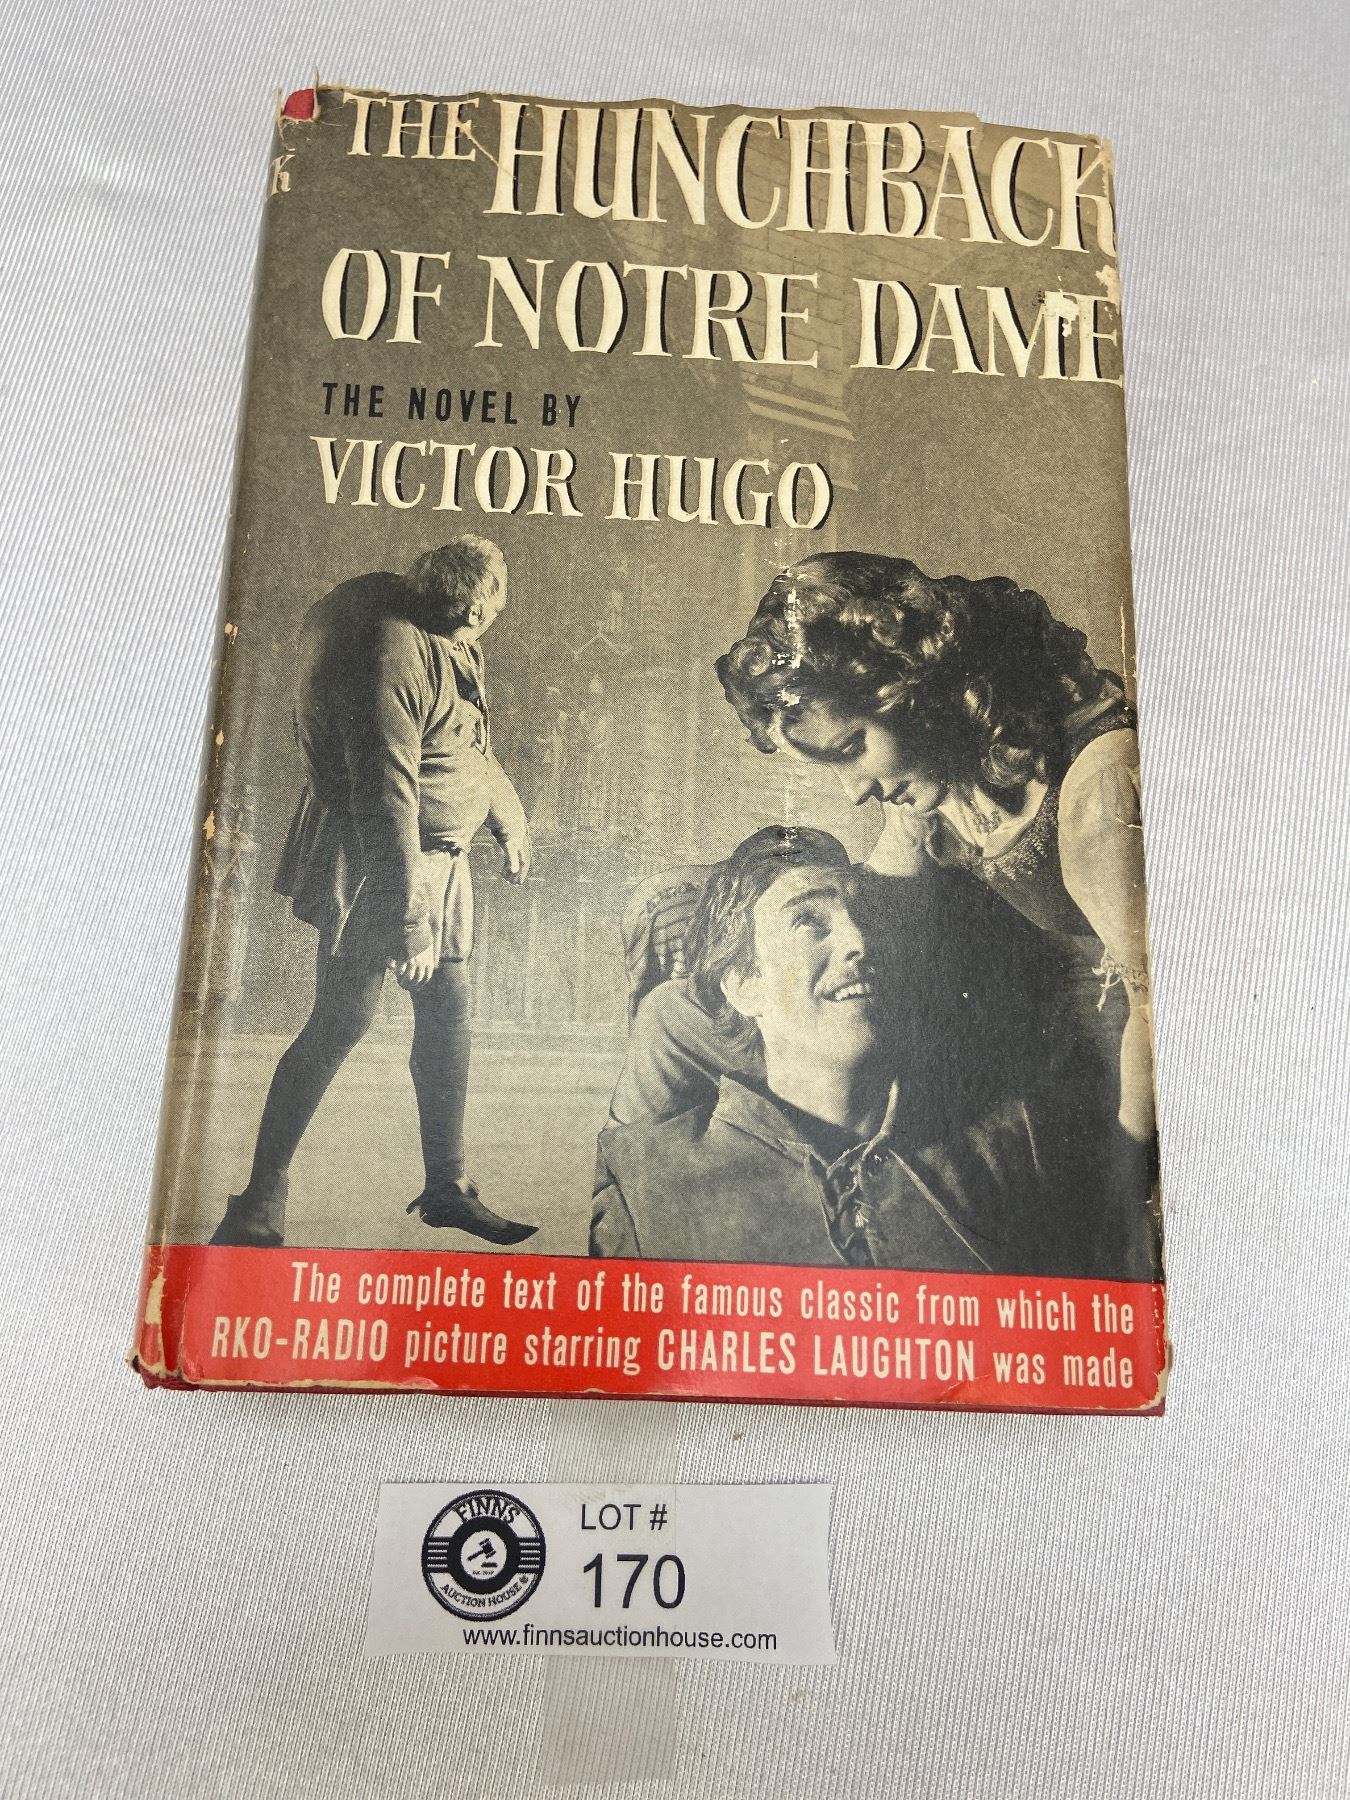 THE HUNCHBACK
OF NOTRE DAME
THE NOVEL BY
VICTOR HUGO
K
The complete text of the famous classic from which the
RKO-RADIO picture starring CHARLES LAUGHTON was made
FINNS
AUCTION HOUSE
LOT #
170
www.finnsauctionhouse.com